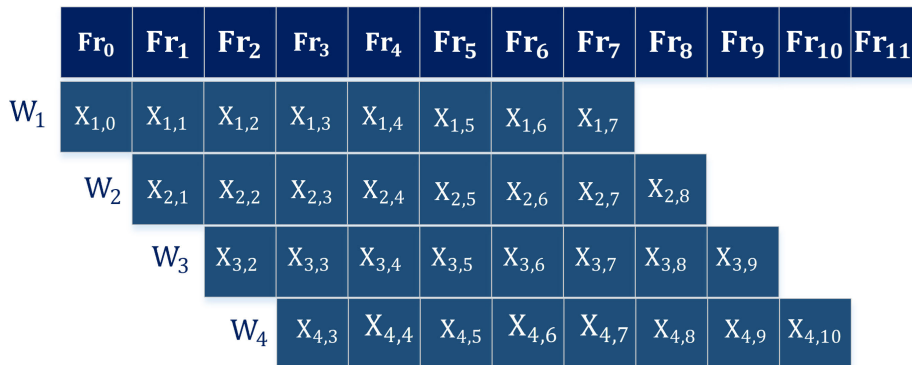 Fr₀ Fr₁ Fr₂ Fr₃ Fr₄ Fr₅ Fr₆ Fr₇ Fr₈ Fr₉ Fr₁₀ Fr₁₁
W₁ X₁,₀ X₁,₁ X₁,₂ X₁,₃ X₁,₄ X₁,₅ X₁,₆ X₁,₇
W₂ X₂,₁ X₂,₂ X₂,₃ X₂,₄ X₂,₅ X₂,₆ X₂,₇ X₂,₈
W₃ X₃,₂ X₃,₃ X₃,₄ X₃,₅ X₃,₆ X₃,₇ X₃,₈ X₃,₉
W₄ X₄,₃ X₄,₄ X₄,₅ X₄,₆ X₄,₇ X₄,₈ X₄,₉ X₄,₁₀